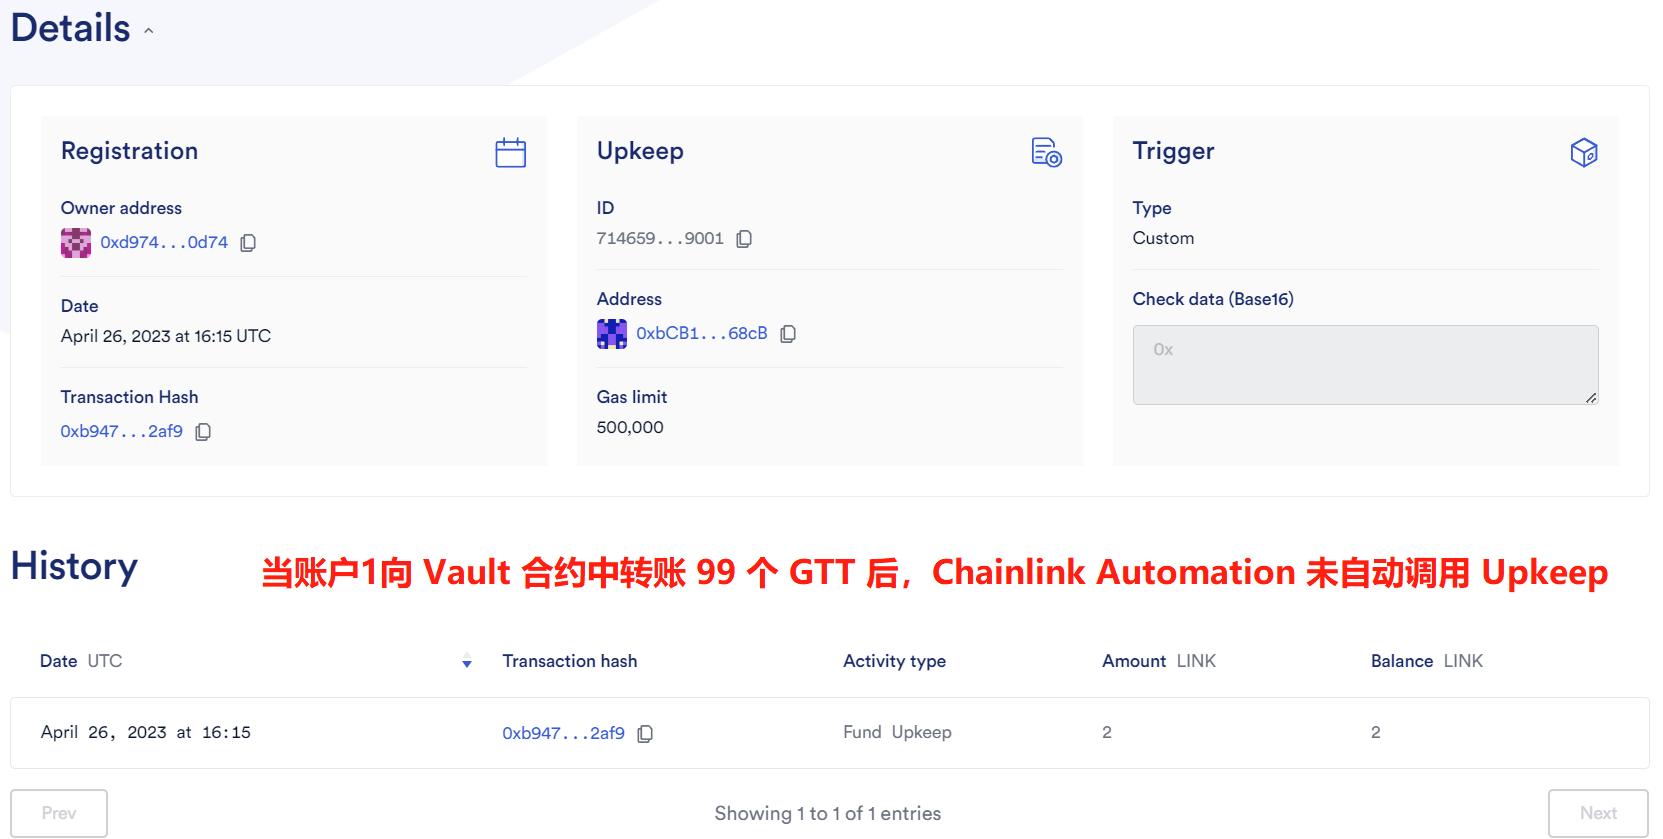 Details
Registration
Owner address
0xd974...0d74
Date
April 26, 2023 at 16:15 UTC
Transaction Hash
0xb947...2af9
Upkeep
ID
714659...9001
Address
0xbCB1...68cB
Gas limit
500,000
Trigger
Type
Custom
Check data (Base16)
0x
History
当账户1向 Vault 合约中转账 99 个 GTT 后，Chainlink Automation 未自动调用 Upkeep
Date UTC Transaction hash Activity type Amount LINK Balance LINK
April 26, 2023 at 16:15 0xb947...2af9 Fund Upkeep 2 2
Prev Showing 1 to 1 of 1 entries Next